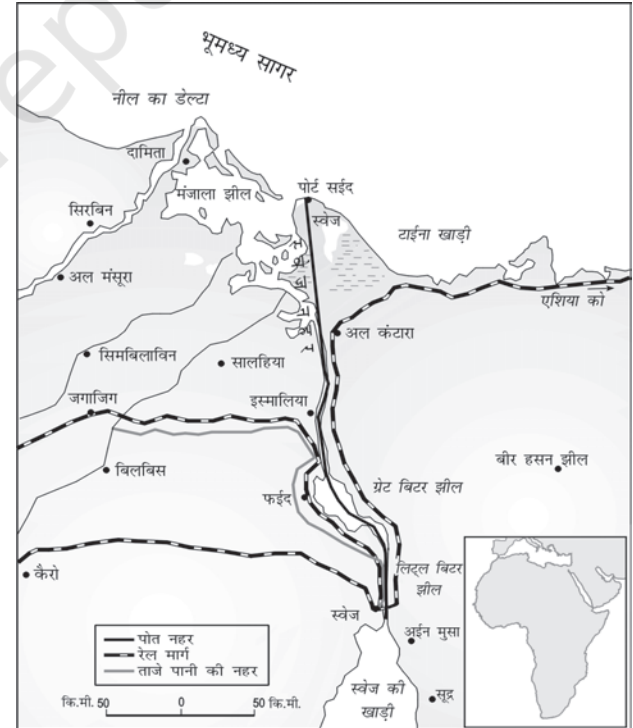 भूमध्य सागर
नील का डेल्टा
दामिता
मंजाला झील
पोर्ट सईद
स्वेज
सिरबिन
टाईना खाड़ी
अल मंसूरा
एशिया को
अल कंटारा
सिमबिलाविन
सालहिया
जगाजिग
इस्मालिया
बिलबिस
बीर हसन झील
ग्रेट बिटर झील
फईद
कैरो
लिट्ल बिटर
झील
स्वेज
अईन मुसा
पोत नहर
रेल मार्ग
ताजे पानी की नहर
स्वेज की
खाड़ी
सूद्र
कि.मी. 50 0 50 कि.मी.